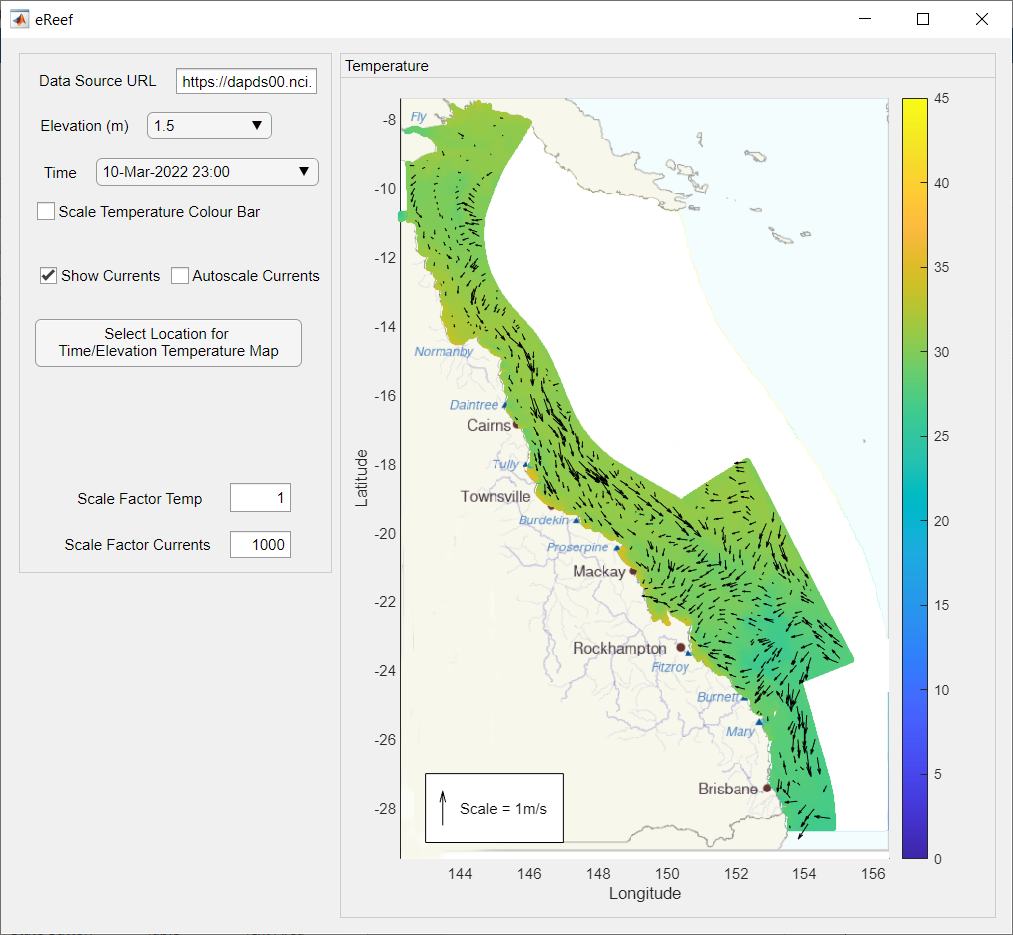 eReef
Data Source URL
https://dapds00.nci.
Elevation (m)
1.5
Time
10-Mar-2022 23:00
Scale Temperature Colour Bar
Show Currents
Autoscale Currents
Select Location for
Time/Elevation Temperature Map
Scale Factor Temp
1
Scale Factor Currents
1000
Temperature
Latitude
-8
-10
-12
-14
-16
-18
-20
-22
-24
-26
-28
Fly
Normanby
Daintree
Cairns
Tully
Townsville
Burdekin
Proserpine
Mackay
Rockhampton
Fitzroy
Burnett
Mary
Brisbane
Scale = 1m/s
144
146
148
150
152
154
156
Longitude
45
40
35
30
25
20
15
10
5
0